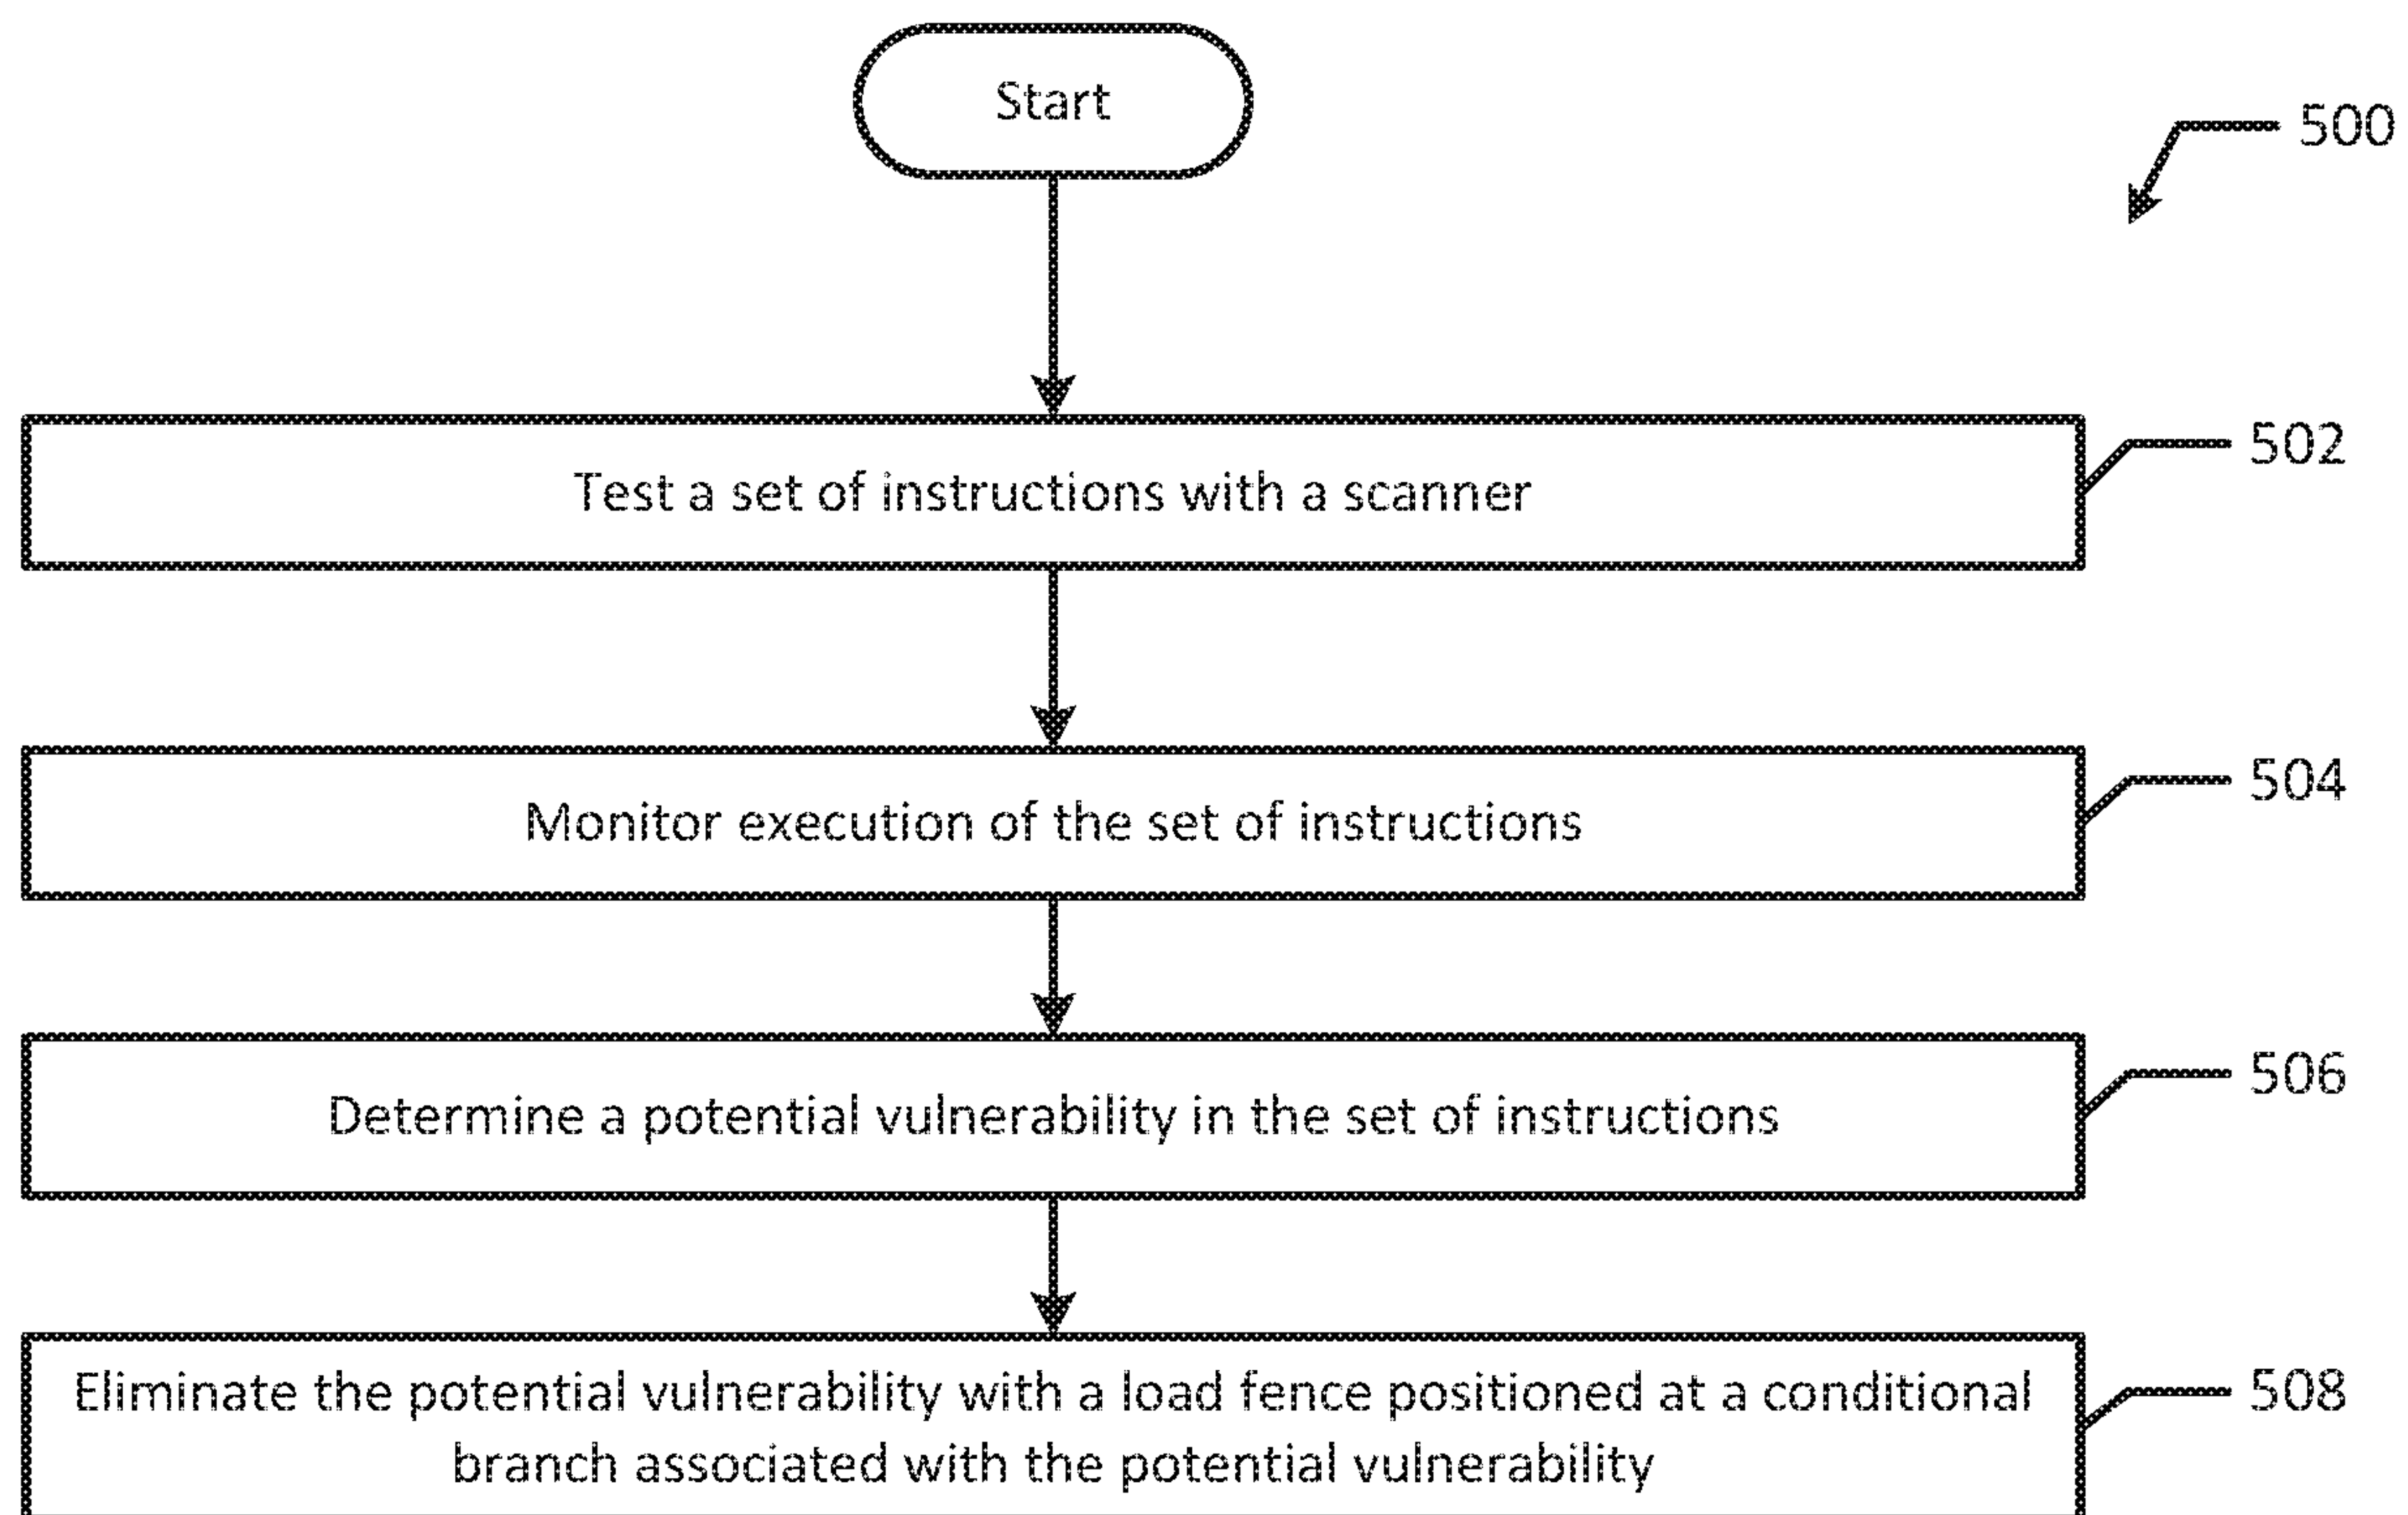 Start
500
Test a set of instructions with a scanner
502
Monitor execution of the set of instructions
504
Determine a potential vulnerability in the set of instructions
506
Eliminate the potential vulnerability with a load fence positioned at a conditional
branch associated with the potential vulnerability
508